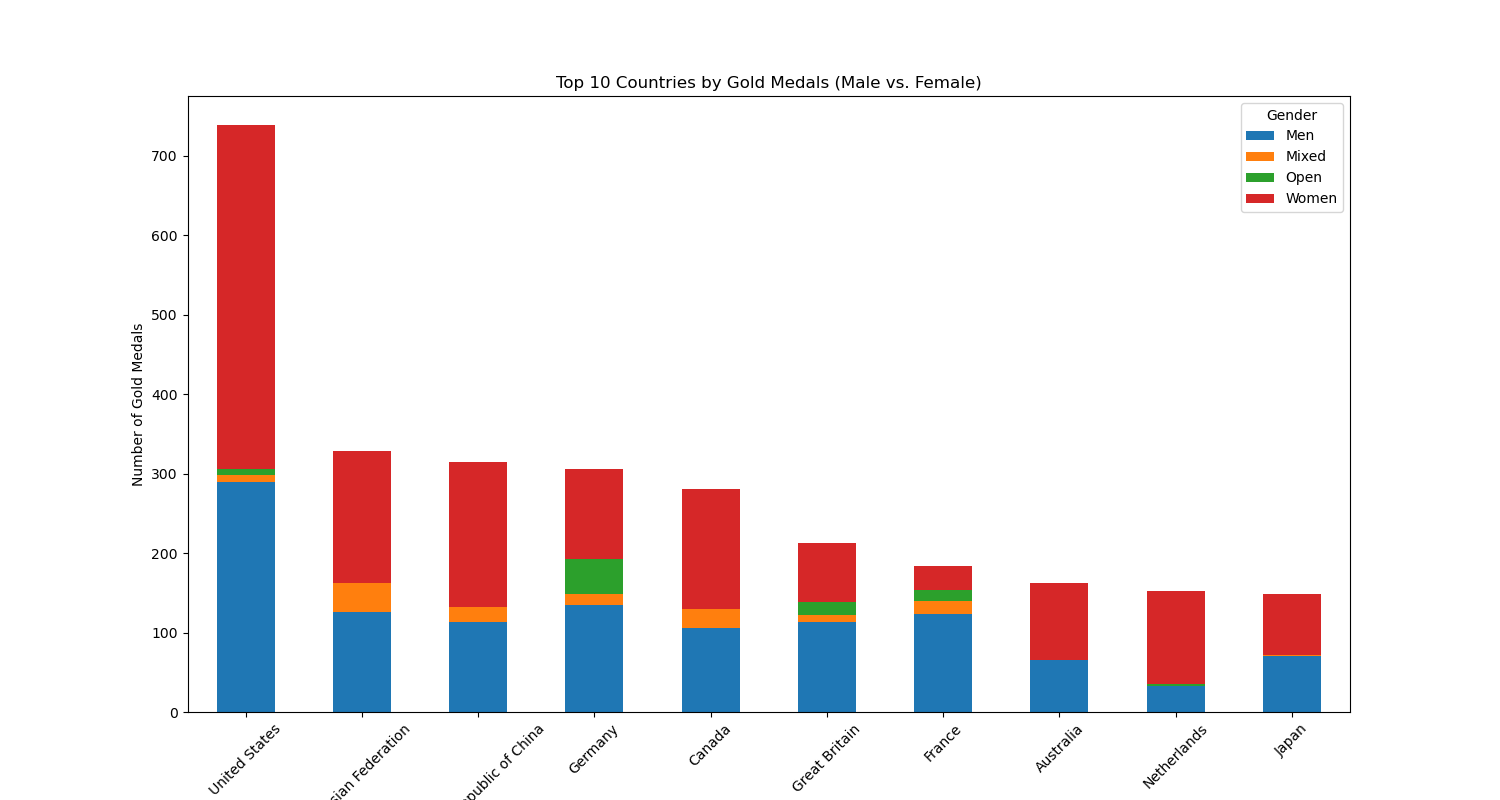 Top 10 Countries by Gold Medals (Male vs. Female)
Gender
Men
Mixed
Open
Women
Number of Gold Medals
700
600
500
400
300
200
100
0
United States
sian Federation
public of China
Germany
Canada
Great Britain
France
Australia
Netherlands
Japan